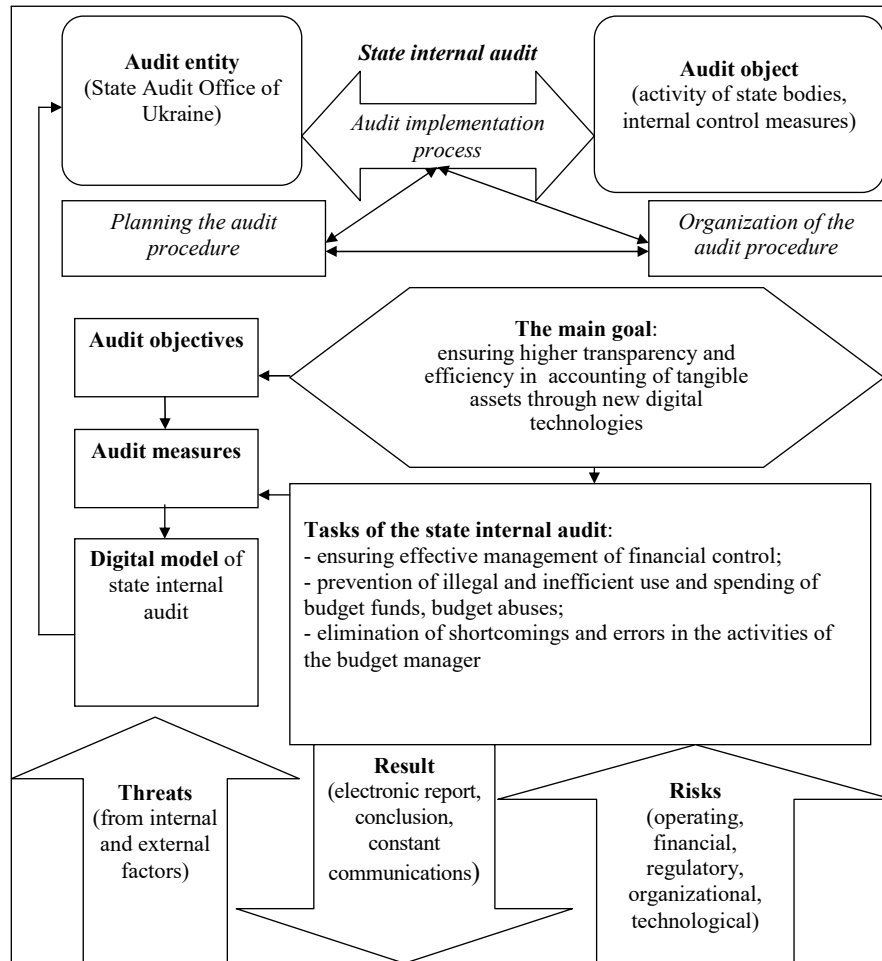 Audit entity
(State Audit Office of
Ukraine)
State internal audit
Audit implementation
process
Audit object
(activity of state bodies,
internal control measures)
Planning the audit
procedure
Organization of the
audit procedure
Audit objectives
The main goal:
ensuring higher transparency and
efficiency in accounting of tangible
assets through new digital
technologies
Audit measures
Digital model of
state internal
audit
Tasks of the state internal audit:
- ensuring effective management of financial control;
- prevention of illegal and inefficient use and spending of
budget funds, budget abuses;
- elimination of shortcomings and errors in the activities of
the budget manager
Threats
(from internal
and external
factors)
Result
(electronic report,
conclusion,
constant
communications)
Risks
(operating,
financial,
regulatory,
organizational,
technological)